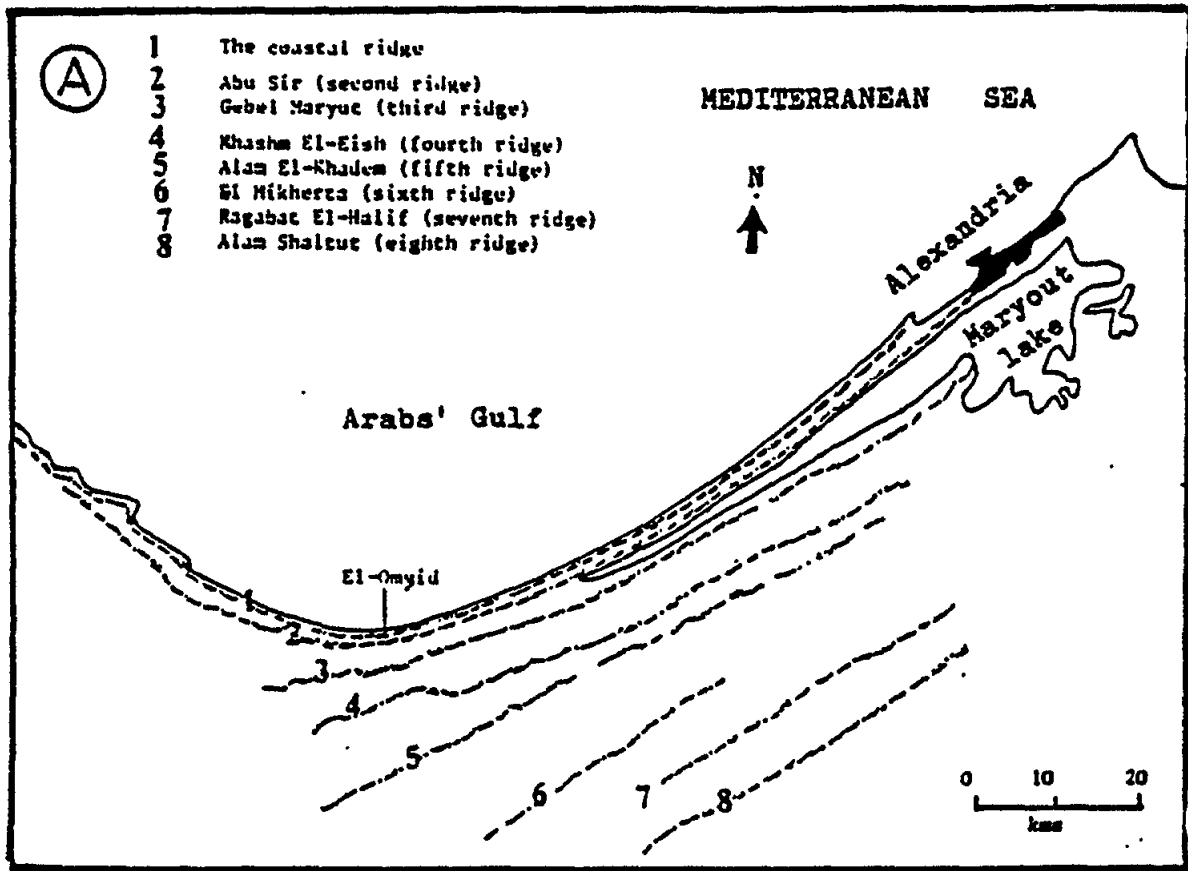 A
1 The coastal ridge
2 Abu Sir (second ridge)
3 Gebel Maryut (third ridge)
4 Khashm El-Eish (fourth ridge)
5 Alam El-Khadem (fifth ridge)
6 El Mikherta (sixth ridge)
7 Ragabat El-Halif (seventh ridge)
8 Alam Shaltut (eighth ridge)
MEDITERRANEAN SEA
N
Alexandria
Maryout
lake
Arabs' Gulf
El-Omyid
1
2
3
4
5
6
7
8
0 10 20
kms